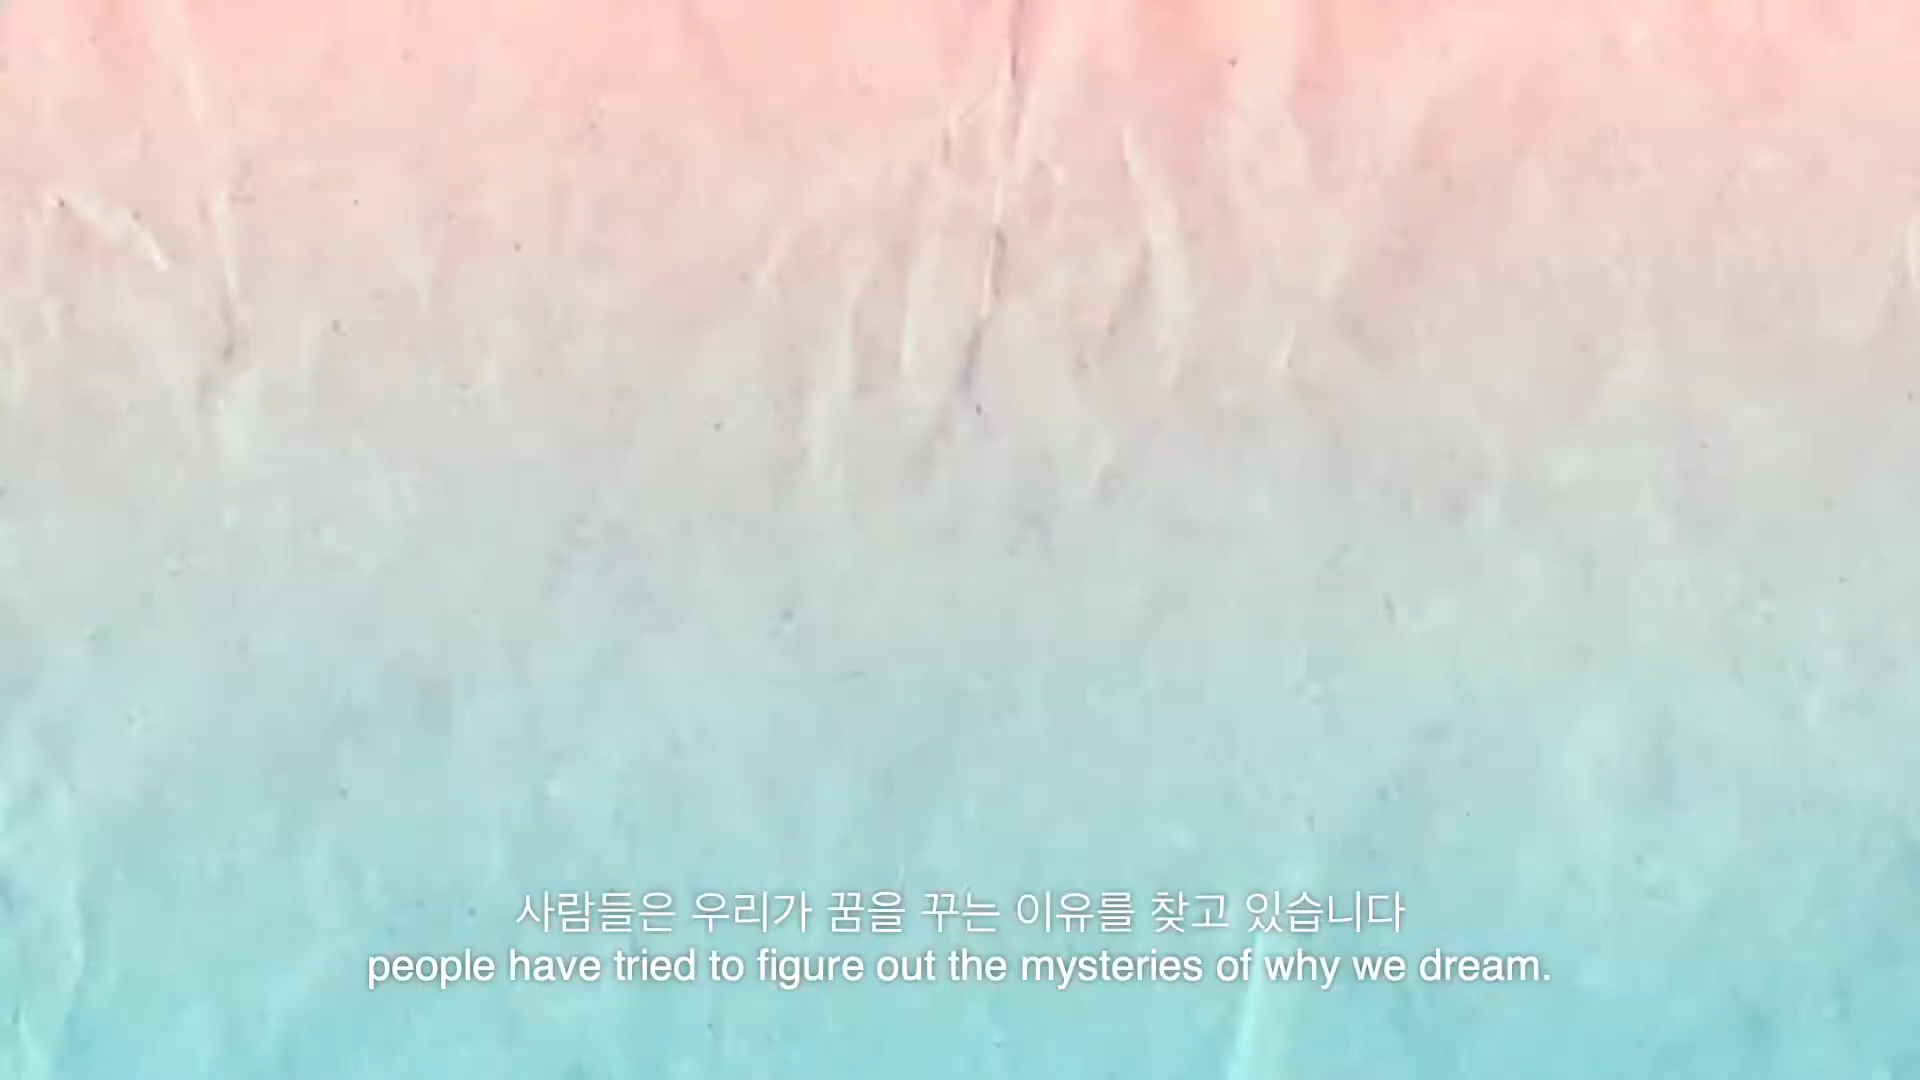 사람들은 우리가 꿈을 꾸는 이유를 찾고 있습니다
people have tried to figure out the mysteries of why we dream.